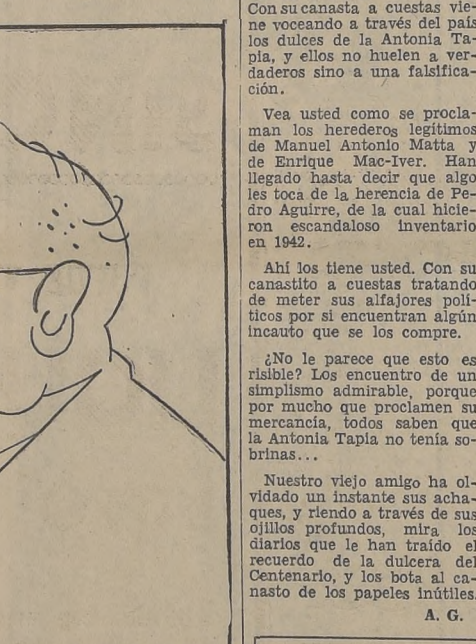 Con su canasta a cuestas vie-
ne voceando a través del país
los dulces de la Antonia Ta-
pia, y ellos no huelen a ver-
daderos sino a una falsifica-
ción.
Vea usted como se procla-
man los herederos legítimos
de Manuel Antonio Matta y
de Enrique Mac-Iver. Han
llegado hasta decir que algo
les toca de la herencia de Pe-
dro Aguirre, de la cual hicie-
ron escandaloso inventario
en 1942.
Ahí los tiene usted. Con su
canastito a cuestas tratando
de meter sus alfajores polí-
ticos por si encuentran algún
incauto que se los compre.
¿No le parece que esto es
risible? Los encuentro de un
simplismo admirable, porque
por mucho que proclamen su
mercancía, todos saben que
la Antonia Tapia no tenía so-
brinas...
Nuestro viejo amigo ha ol-
vidado un instante sus acha-
ques, y riendo a través de sus
ojillos profundos, mira los
diarios que le han traído el
recuerdo de la dulcera del
Centenario, y los bota al ca-
nasto de los papeles inútiles.
A. G.